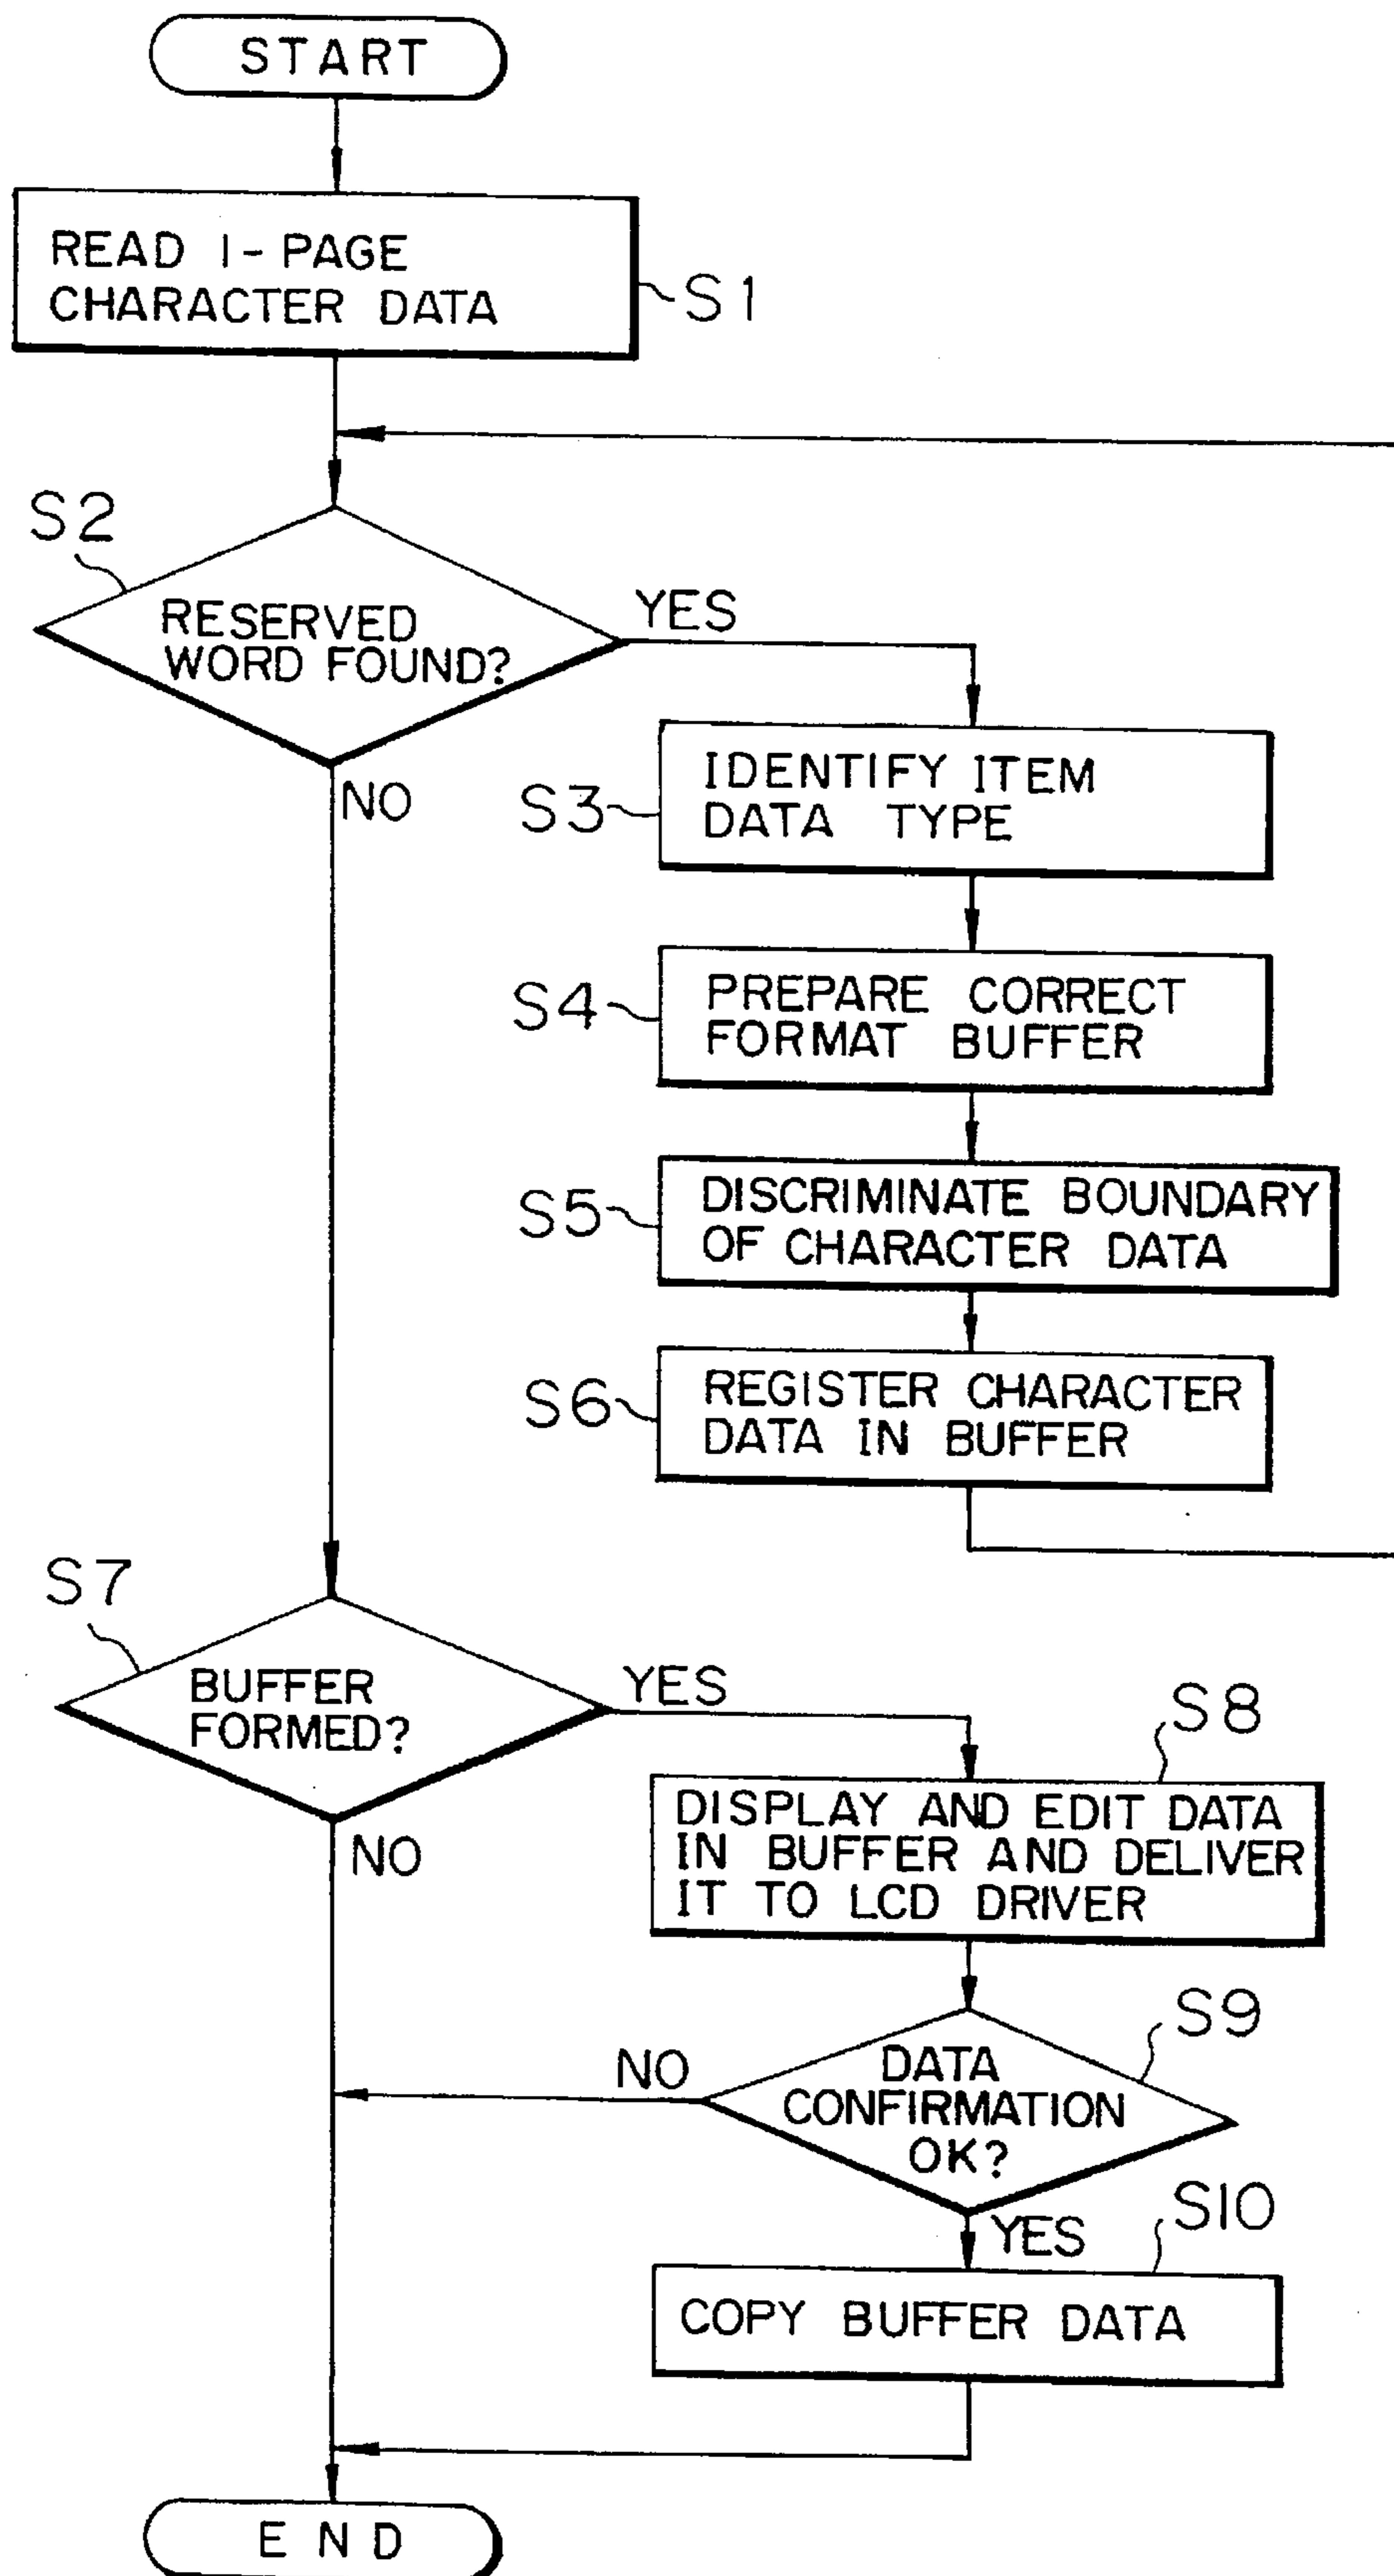 START
READ 1-PAGE
CHARACTER DATA
S1
S2
RESERVED
WORD FOUND?
YES
NO
S3
IDENTIFY ITEM
DATA TYPE
S4
PREPARE CORRECT
FORMAT BUFFER
S5
DISCRIMINATE BOUNDARY
OF CHARACTER DATA
S6
REGISTER CHARACTER
DATA IN BUFFER
S7
BUFFER
FORMED?
YES
NO
S8
DISPLAY AND EDIT DATA
IN BUFFER AND DELIVER
IT TO LCD DRIVER
S9
DATA
CONFIRMATION
OK?
NO
YES
S10
COPY BUFFER DATA
END